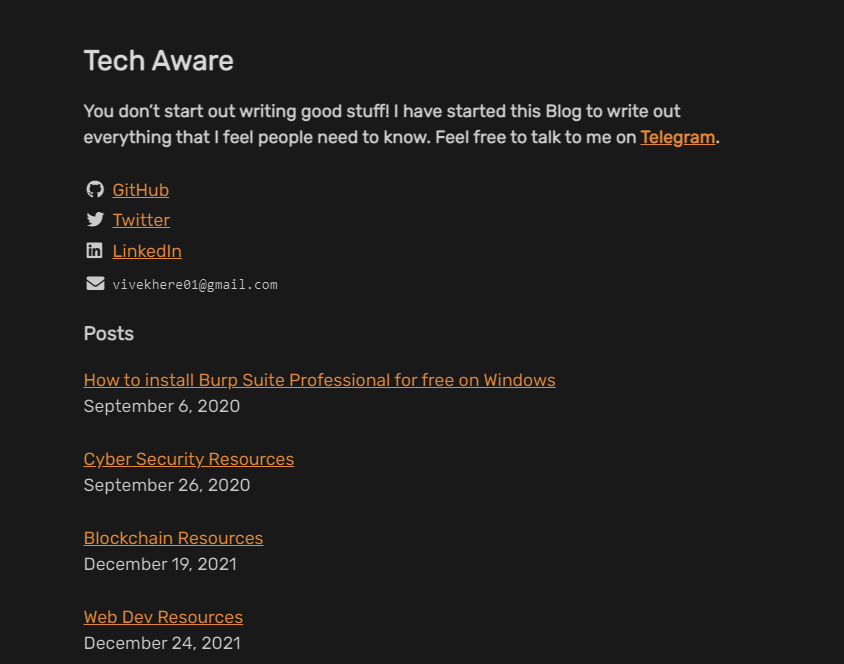 Tech Aware
You don’t start out writing good stuff! I have started this Blog to write out
everything that I feel people need to know. Feel free to talk to me on Telegram.
GitHub
Twitter
LinkedIn
vivekhere01@gmail.com
Posts
How to install Burp Suite Professional for free on Windows
September 6, 2020
Cyber Security Resources
September 26, 2020
Blockchain Resources
December 19, 2021
Web Dev Resources
December 24, 2021